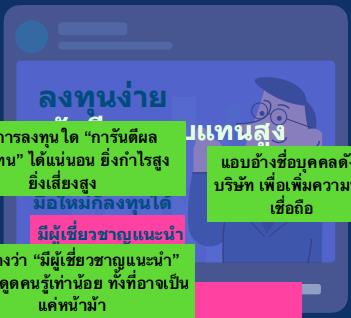 ลงทุนง่าย
บแทนสูง
การลงทุนใด “การันตีผล
ทน” ได้แน่นอน ยิ่งกำไรสูง
ยิ่งเสี่ยงสูง
แอบอ้างชื่อบุคคลดัง
บริษัท เพื่อเพิ่มความ
เชื่อถือ
มือใหม่ก็ลงทุนได้
มีผู้เชี่ยวชาญแนะนำ
งว่า “มีผู้เชี่ยวชาญแนะนำ”
ดูดคนรู้เท่าน้อย ทั้งที่อาจเป็น
แค่หน้าม้า